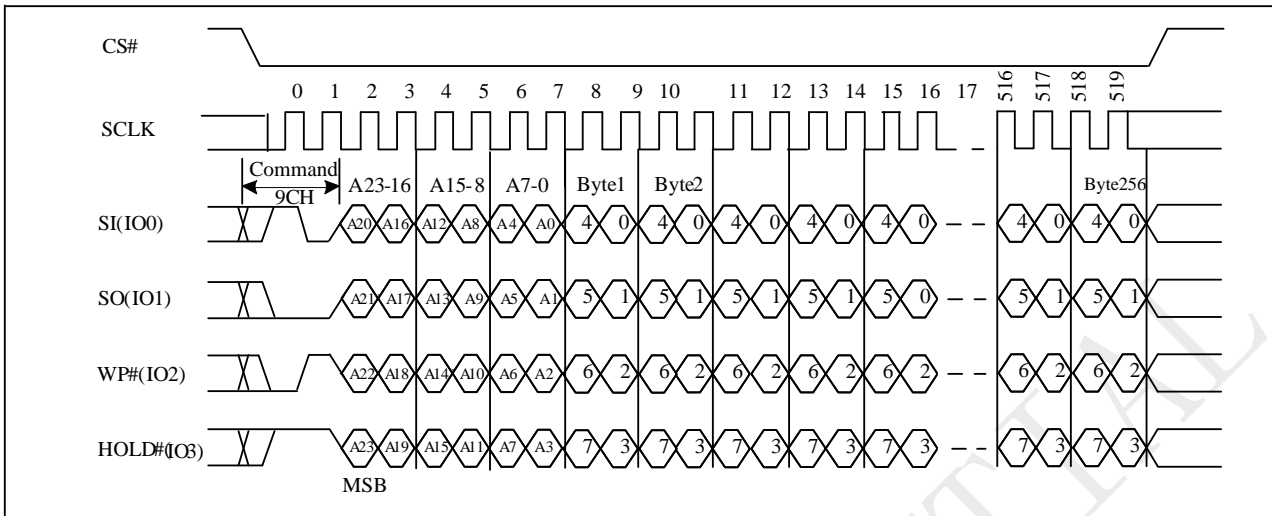 CS#
0 1 2 3 4 5 6 7 8 9 10 11 12 13 14 15 16 17 516 517 518 519
SCLK
Command
9CH
A23-16 A15-8 A7-0 Byte1 Byte2 Byte256
SI(IO0) A20 A16 A12 A8 A4 A0 4 0 4 0 4 0 4 0 4 0 4 0 4 0
SO(IO1) A21 A17 A13 A9 A5 A1 5 1 5 1 5 1 5 1 5 0 5 1 5 1
WP#(IO2) A22 A18 A14 A10 A6 A2 6 2 6 2 6 2 6 2 6 2 6 2 6 2
HOLD#(IO3) A23 A19 A15 A11 A7 A3 7 3 7 3 7 3 7 3 7 3 7 3 7 3
MSB